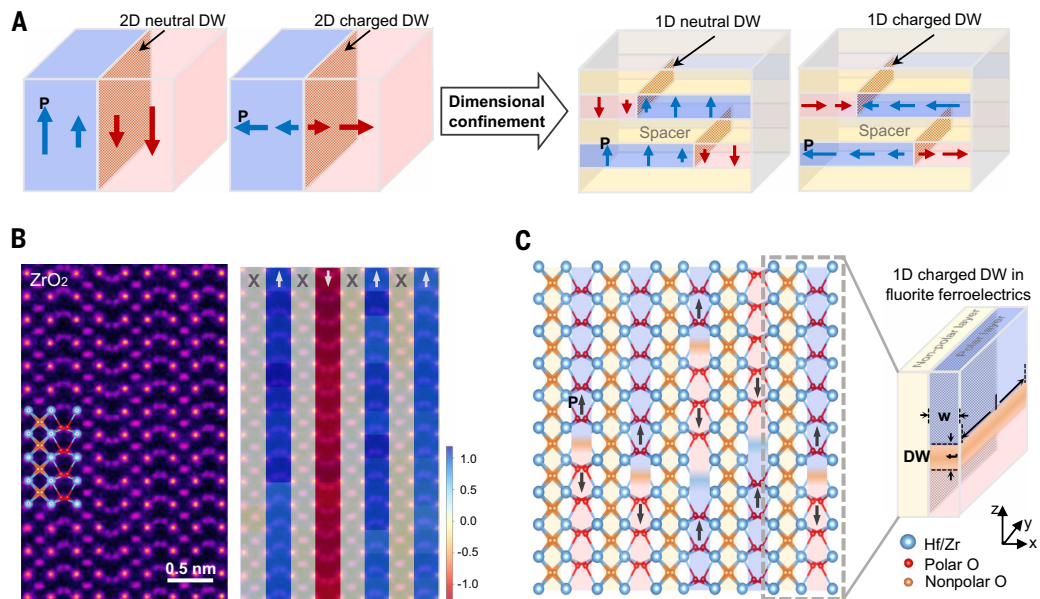 A
2D neutral DW
2D charged DW
P
P
Dimensional
confinement
1D neutral DW
1D charged DW
Spacer
P
Spacer
P
B
ZrO2
0.5 nm
X X X X
1.0
0.5
0.0
-0.5
-1.0
C
P
1D charged DW in
fluorite ferroelectrics
Non-polar layer
Polar layer
w
l
DW
t
z
y
x
Hf/Zr
Polar O
Nonpolar O